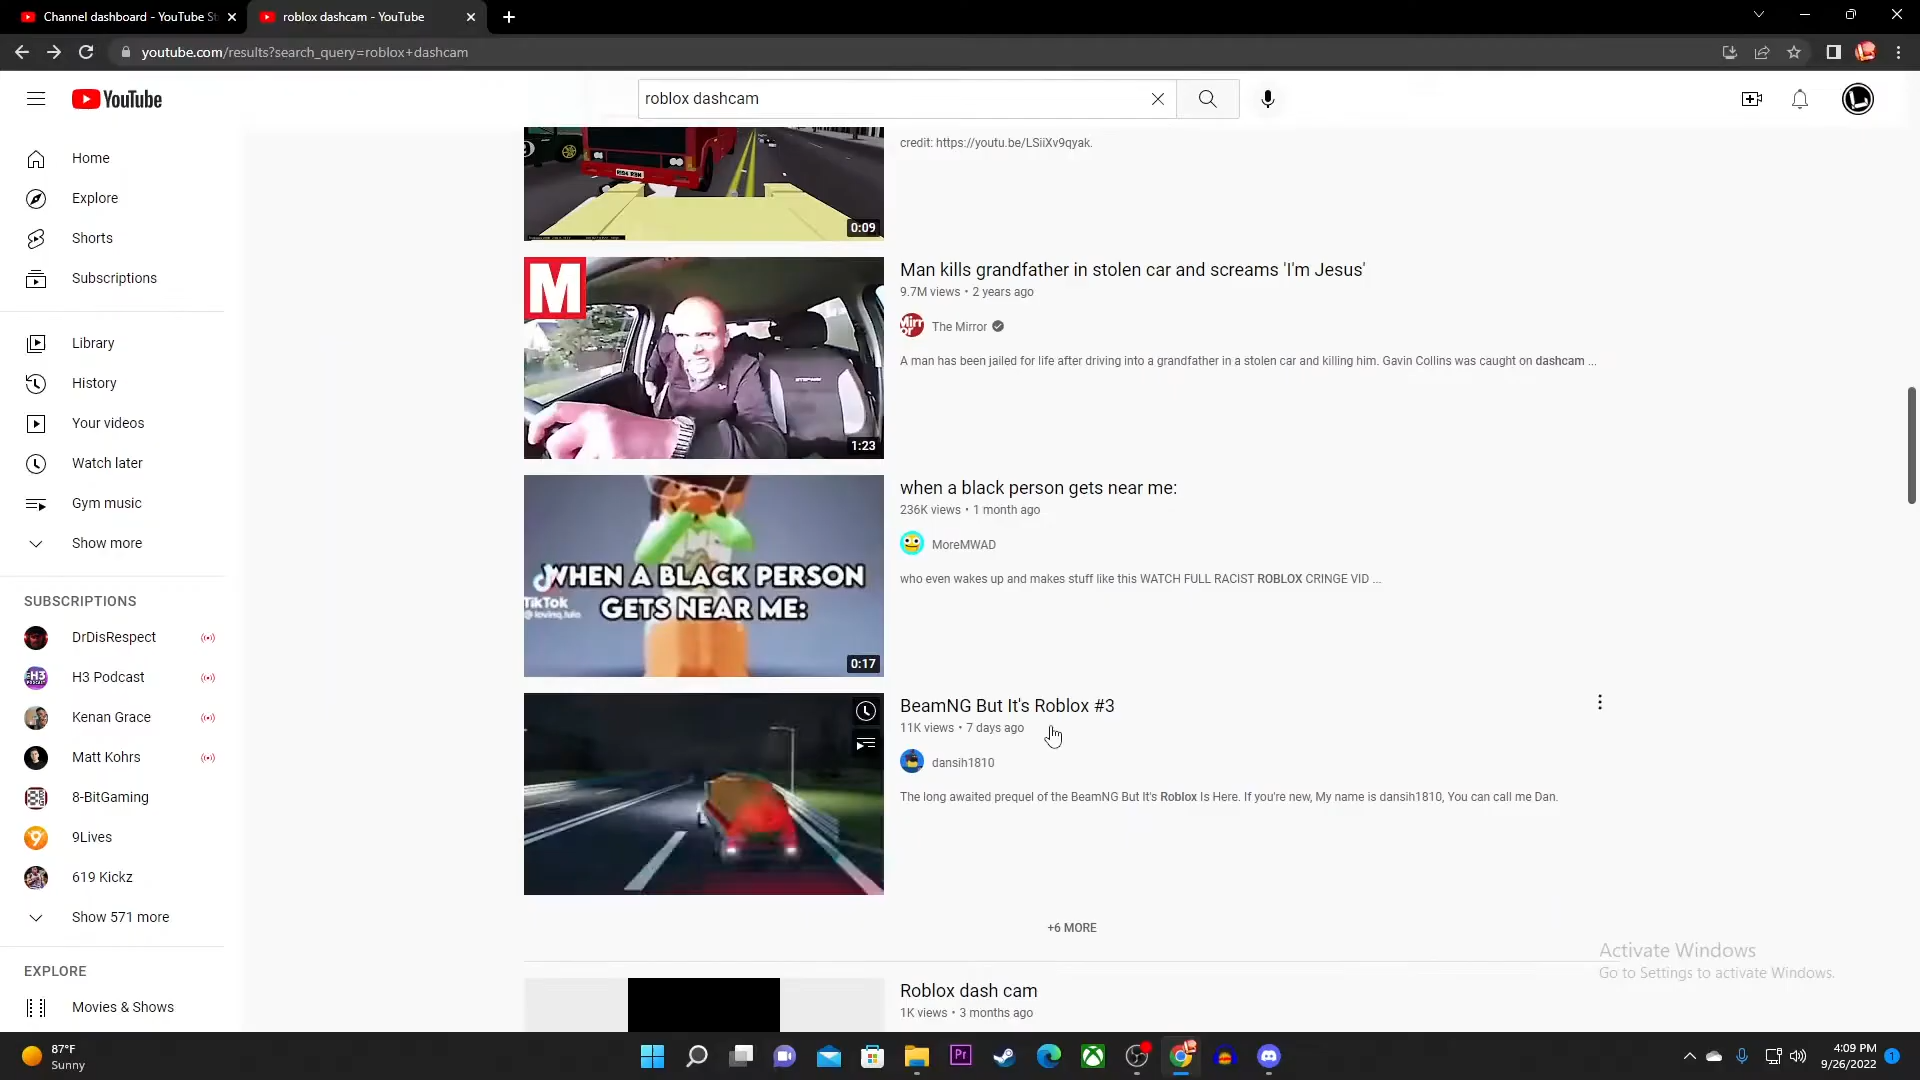 Channel dashboard - YouTube St
roblox dashcam - YouTube
youtube.com/results?search_query=roblox+dashcam
YouTube
roblox dashcam
Home
Explore
Shorts
Subscriptions
Library
History
Your videos
Watch later
Gym music
Show more
SUBSCRIPTIONS
DrDisRespect
H3 Podcast
Kenan Grace
Matt Kohrs
8-BitGaming
9Lives
619 Kickz
Show 571 more
EXPLORE
Movies & Shows
0:09
credit: https://youtu.be/LSiiXv9qyak.
M
1:23
Man kills grandfather in stolen car and screams 'I'm Jesus'
9.7M views • 2 years ago
The Mirror
A man has been jailed for life after driving into a grandfather in a stolen car and killing him. Gavin Collins was caught on dashcam ...
WHEN A BLACK PERSON
GETS NEAR ME:
TikTok
0:17
when a black person gets near me:
236K views • 1 month ago
MoreMWAD
who even wakes up and makes stuff like this WATCH FULL RACIST ROBLOX CRINGE VID ...
BeamNG But It's Roblox #3
11K views • 7 days ago
dansih1810
The long awaited prequel of the BeamNG But It's Roblox Is Here. If you're new, My name is dansih1810, You can call me Dan.
+6 MORE
Roblox dash cam
1K views • 3 months ago
Activate Windows
Go to Settings to activate Windows.
87°F
Sunny
Pr
4:09 PM
9/26/2022
1